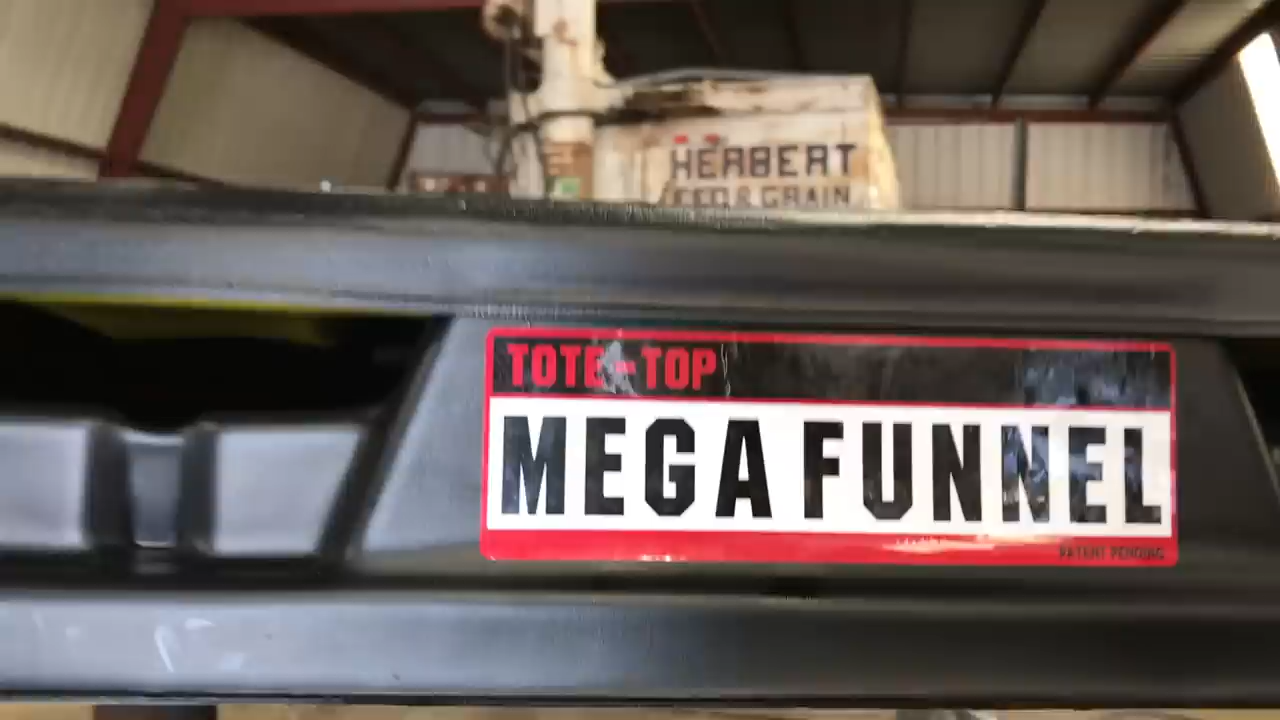 HERBERT
FEED & GRAIN
TOTE-TOP
MEGA FUNNEL
PATENT PENDING